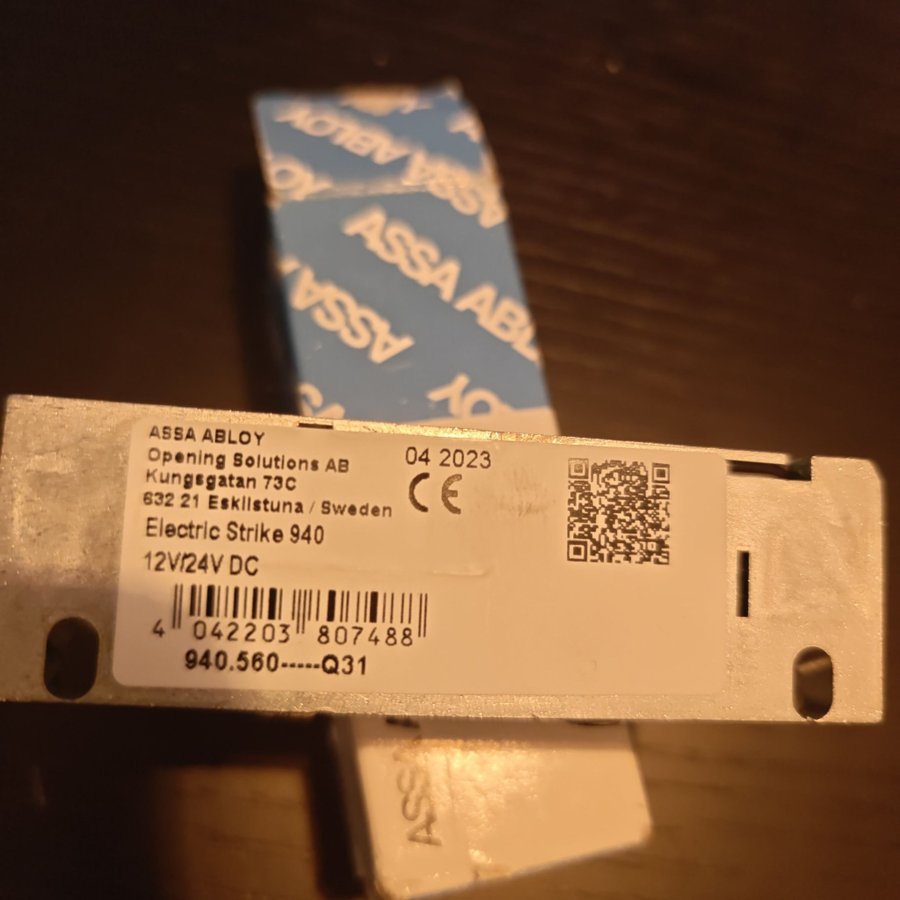 ASSA ABLOY
ASSA
ASSA ABLOY
ASSA
ASSA ABLOY
Opening Solutions AB
Kungsgatan 73C
632 21 Eskilstuna / Sweden
04 2023
CE
Electric Strike 940
12V/24V DC
4 042203 807488
940.560-----Q31